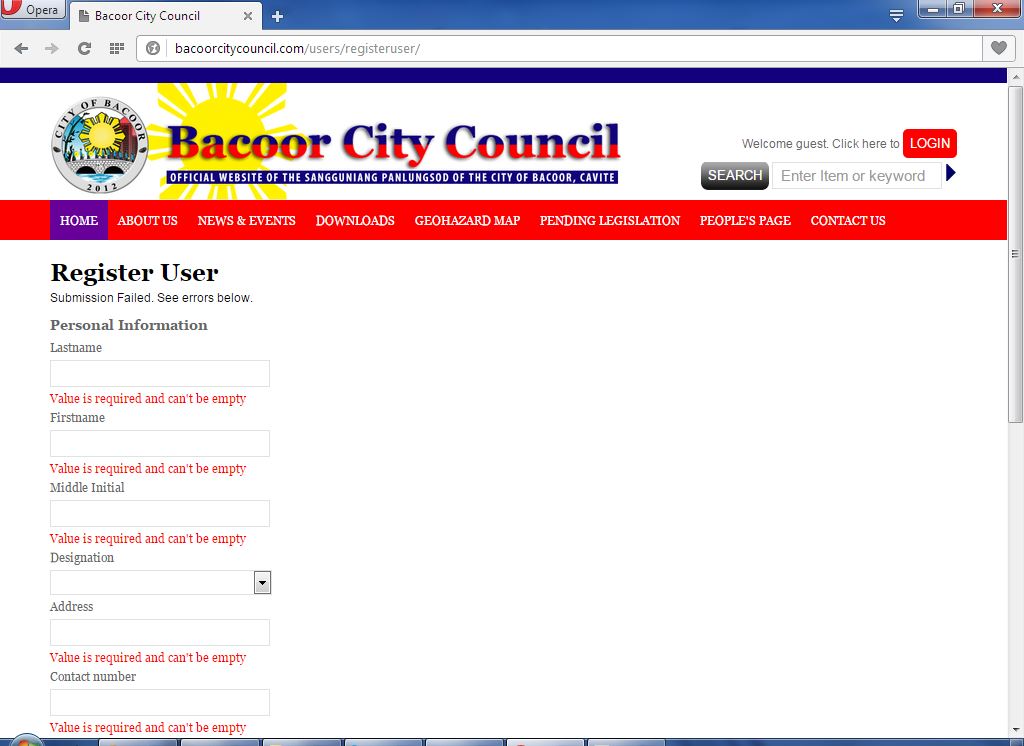 Opera
Bacoor City Council
bacoorcitycouncil.com/users/registeruser/
CITY OF BACOOR
2012
Bacoor City Council
OFFICIAL WEBSITE OF THE SANGGUNIANG PANLUNGSOD OF THE CITY OF BACOOR, CAVITE
Welcome guest. Click here to LOGIN
SEARCH Enter Item or keyword
HOME ABOUT US NEWS & EVENTS DOWNLOADS GEOHAZARD MAP PENDING LEGISLATION PEOPLE'S PAGE CONTACT US
Register User
Submission Failed. See errors below.
Personal Information
Lastname
Value is required and can't be empty
Firstname
Value is required and can't be empty
Middle Initial
Value is required and can't be empty
Designation
Address
Value is required and can't be empty
Contact number
Value is required and can't be empty